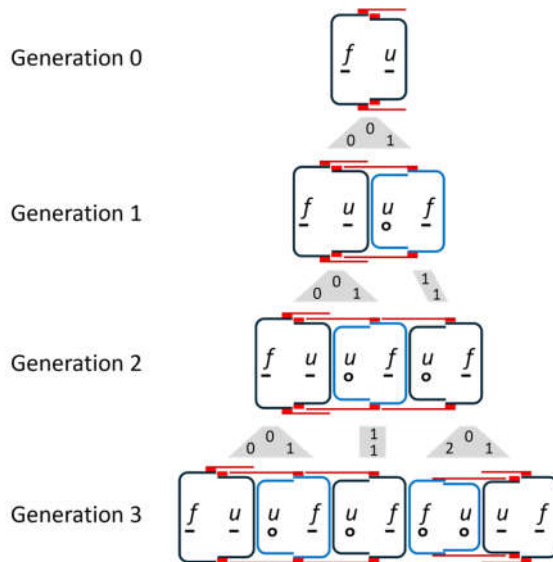 Generation 0
f u
- -
0
0 1
Generation 1
f u u f
- - o -
0 1
0 1 1
Generation 2
f u u f u f
- - o - o -
0 1 0
0 1 1 2 1
Generation 3
f u u f u f f u u f
- - o - o - o o - -